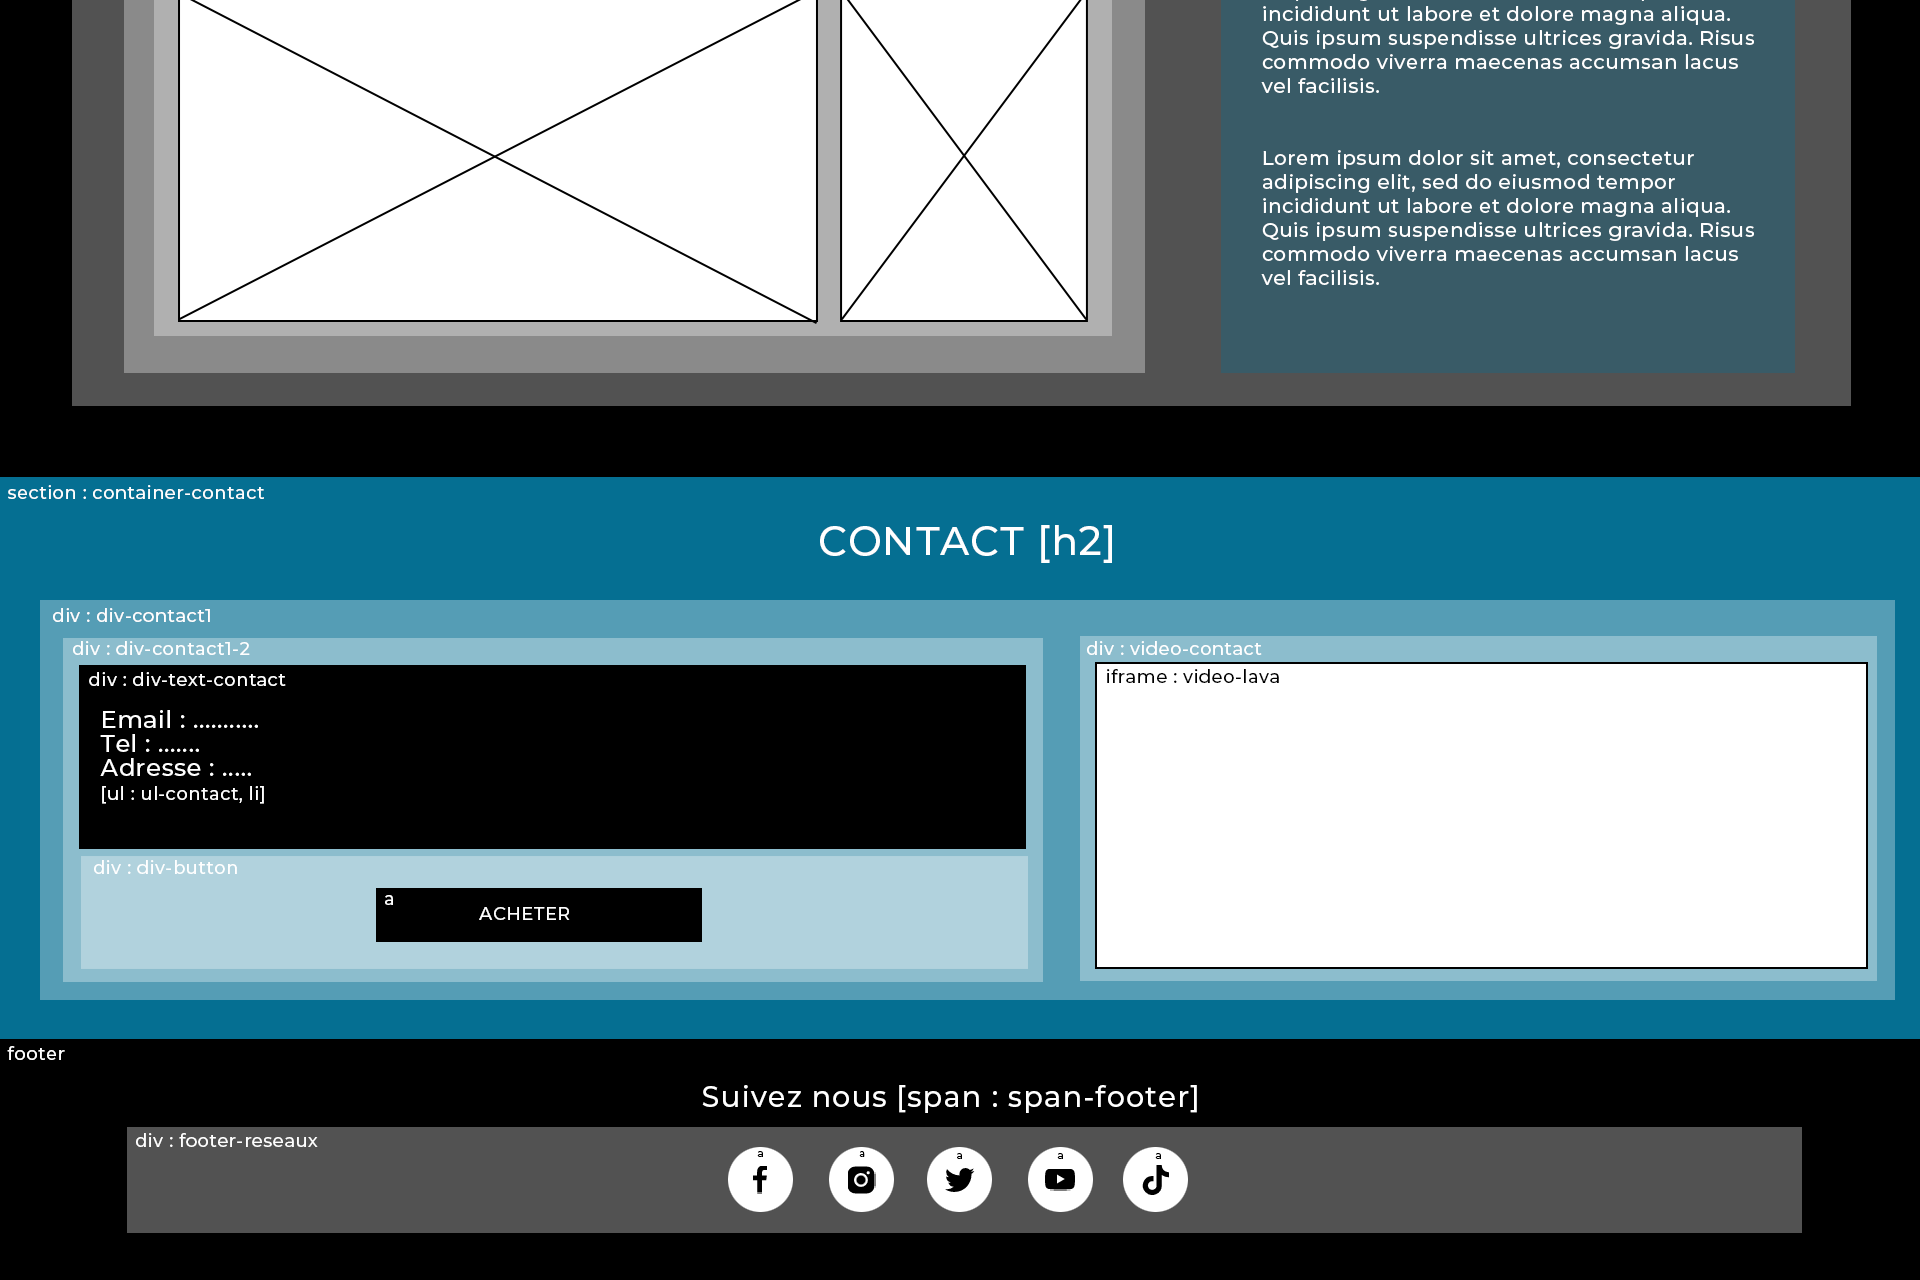 incididunt ut labore et dolore magna aliqua.
Quis ipsum suspendisse ultrices gravida. Risus
commodo viverra maecenas accumsan lacus
vel facilisis.
Lorem ipsum dolor sit amet, consectetur
adipiscing elit, sed do eiusmod tempor
incididunt ut labore et dolore magna aliqua.
Quis ipsum suspendisse ultrices gravida. Risus
commodo viverra maecenas accumsan lacus
vel facilisis.
section : container-contact
CONTACT [h2]
div : div-contact1
div : div-contact1-2
div : div-text-contact
Email : ...........
Tel : .......
Adresse : .....
[ul : ul-contact, li]
div : div-button
a
ACHETER
div : video-contact
iframe : video-lava
footer
Suivez nous [span : span-footer]
div : footer-reseaux
a
a
a
a
a